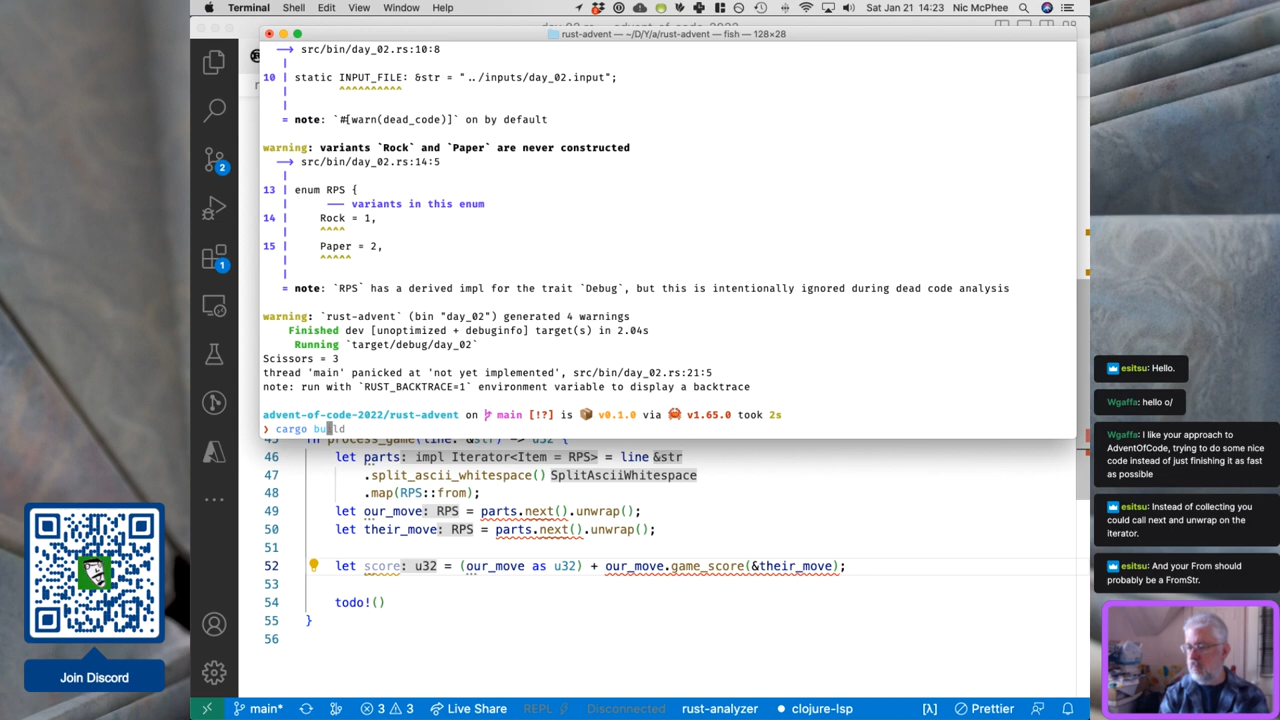 Terminal Shell Edit View Window Help Sat Jan 21 14:23 Nic McPhee
rust-advent — ~/D/Y/a/rust-advent — fish — 128×28
--> src/bin/day_02.rs:10:8
|
10 | static INPUT_FILE: &str = "../inputs/day_02.input";
| ^^^^^^^^^^
|
= note: `#[warn(dead_code)]` on by default
warning: variants `Rock` and `Paper` are never constructed
--> src/bin/day_02.rs:14:5
|
13 | enum RPS {
| --- variants in this enum
14 | Rock = 1,
| ^^^^
15 | Paper = 2,
| ^^^^^
|
= note: `RPS` has a derived impl for the trait `Debug`, but this is intentionally ignored during dead code analysis
warning: `rust-advent` (bin "day_02") generated 4 warnings
Finished dev [unoptimized + debuginfo] target(s) in 2.04s
Running `target/debug/day_02`
Scissors = 3
thread 'main' panicked at 'not yet implemented', src/bin/day_02.rs:21:5
note: run with `RUST_BACKTRACE=1` environment variable to display a backtrace
advent-of-code-2022/rust-advent on main [!?] is 📦 v0.1.0 via 🦀 v1.65.0 took 2s
❯ cargo build
fn process_game(line: &str) -> u32 {
46 let parts: impl Iterator<Item = RPS> = line &str
47 .split_ascii_whitespace() SplitAsciiWhitespace
48 .map(RPS::from);
49 let our_move: RPS = parts.next().unwrap();
50 let their_move: RPS = parts.next().unwrap();
51
52 let score: u32 = (our_move as u32) + our_move.game_score(&their_move);
53
54 todo!()
55 }
56
2
1
main* 3 3 Live Share REPL Disconnected rust-analyzer clojure-lsp [λ] Prettier
Join Discord
esitsu: Hello.
Wgaffa: hello o/
Wgaffa: I like your approach to
AdventOfCode, trying to do some nice
code instead of just finishing it as fast
as possible
esitsu: Instead of collecting you
could call next and unwrap on the
iterator.
esitsu: And your From should
probably be a FromStr.